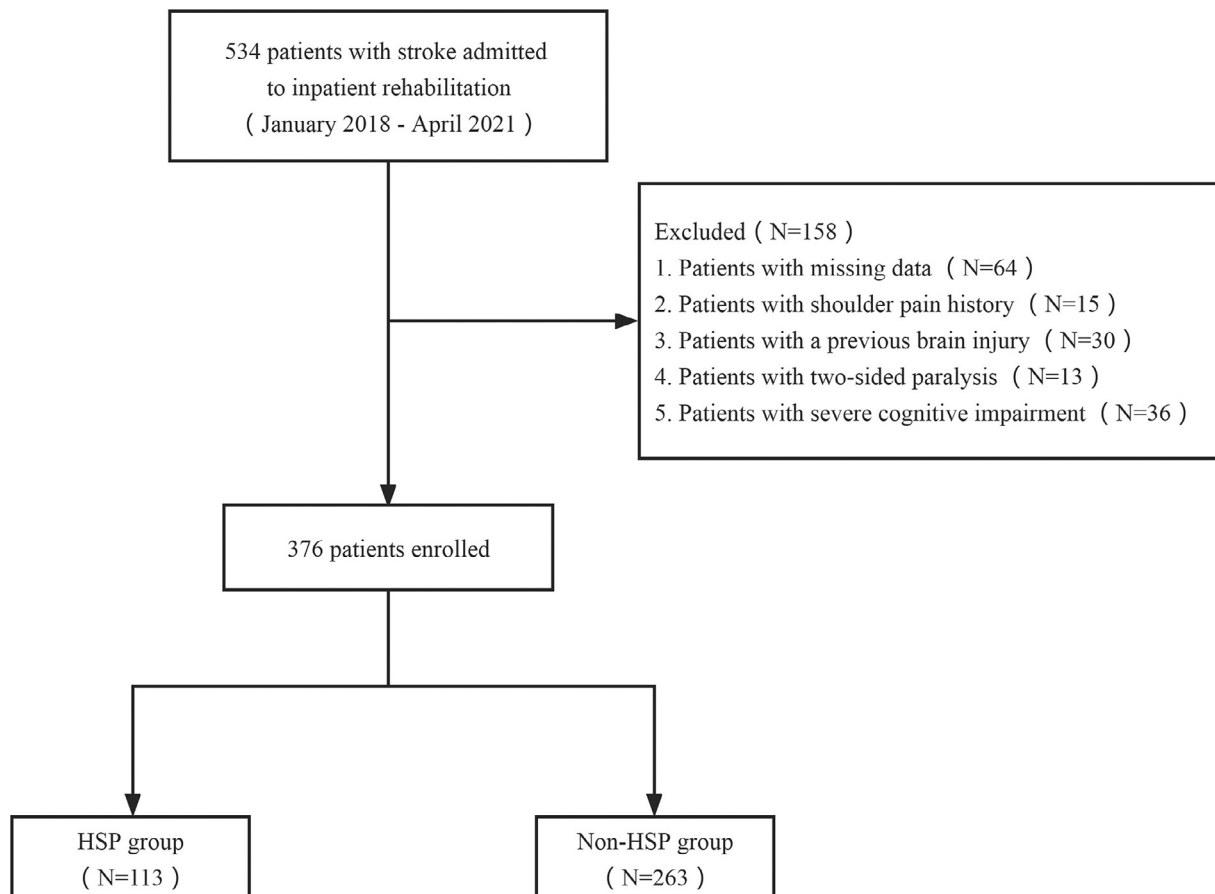 534 patients with stroke admitted
to inpatient rehabilitation
( January 2018 - April 2021 )
Excluded ( N=158 )
1. Patients with missing data ( N=64 )
2. Patients with shoulder pain history ( N=15 )
3. Patients with a previous brain injury ( N=30 )
4. Patients with two-sided paralysis ( N=13 )
5. Patients with severe cognitive impairment ( N=36 )
376 patients enrolled
HSP group
( N=113 )
Non-HSP group
( N=263 )